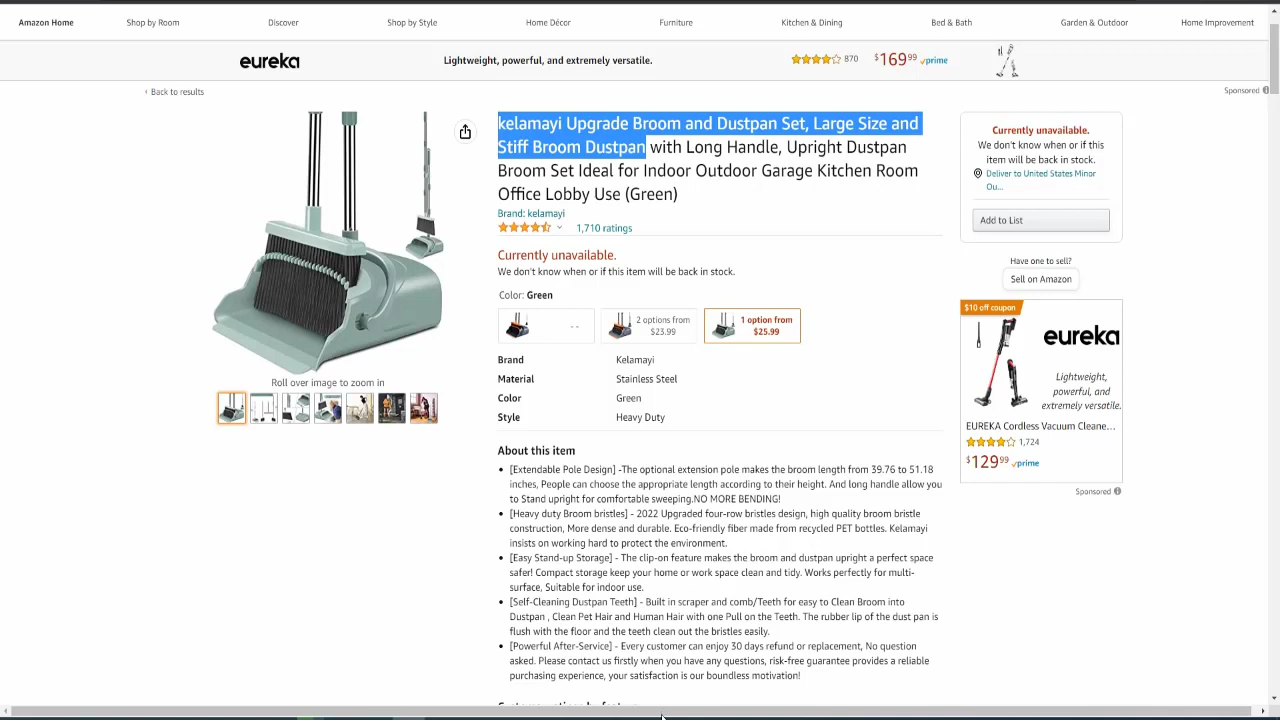 Amazon Home Shop by Room Discover Shop by Style Home Décor Furniture Kitchen & Dining Bed & Bath Garden & Outdoor Home Improvement
eureka Lightweight, powerful, and extremely versatile. 870 $169.99 prime
Sponsored
‹ Back to results
kelamayi Upgrade Broom and Dustpan Set, Large Size and
Stiff Broom Dustpan with Long Handle, Upright Dustpan
Broom Set Ideal for Indoor Outdoor Garage Kitchen Room
Office Lobby Use (Green)
Brand: kelamayi
1,710 ratings
Currently unavailable.
We don't know when or if this item will be back in stock.
Color: Green
-- 
2 options from
$23.99
1 option from
$25.99
Brand Kelamayi
Material Stainless Steel
Color Green
Style Heavy Duty
Roll over image to zoom in
About this item
• [Extendable Pole Design] -The optional extension pole makes the broom length from 39.76 to 51.18
inches, People can choose the appropriate length according to their height. And long handle allow you
to Stand upright for comfortable sweeping.NO MORE BENDING!
• [Heavy duty Broom bristles] - 2022 Upgraded four-row bristles design, high quality broom bristle
construction, More dense and durable. Eco-friendly fiber made from recycled PET bottles. Kelamayi
insists on working hard to protect the environment.
• [Easy Stand-up Storage] - The clip-on feature makes the broom and dustpan upright a perfect space
safer! Compact storage keep your home or work space clean and tidy. Works perfectly for multi-
surface, Suitable for indoor use.
• [Self-Cleaning Dustpan Teeth] - Built in scraper and comb/Teeth for easy to Clean Broom into
Dustpan , Clean Pet Hair and Human Hair with one Pull on the Teeth. The rubber lip of the dust pan is
flush with the floor and the teeth clean out the bristles easily.
• [Powerful After-Service] - Every customer can enjoy 30 days refund or replacement, No question
asked. Please contact us firstly when you have any questions, risk-free guarantee provides a reliable
purchasing experience, your satisfaction is our boundless motivation!
Currently unavailable.
We don't know when or if this
item will be back in stock.
Deliver to United States Minor
Ou...
Add to List
Have one to sell?
Sell on Amazon
$10 off coupon
eureka
Lightweight,
powerful, and
extremely versatile.
EUREKA Cordless Vacuum Cleane...
1,724
$129.99 prime
Sponsored